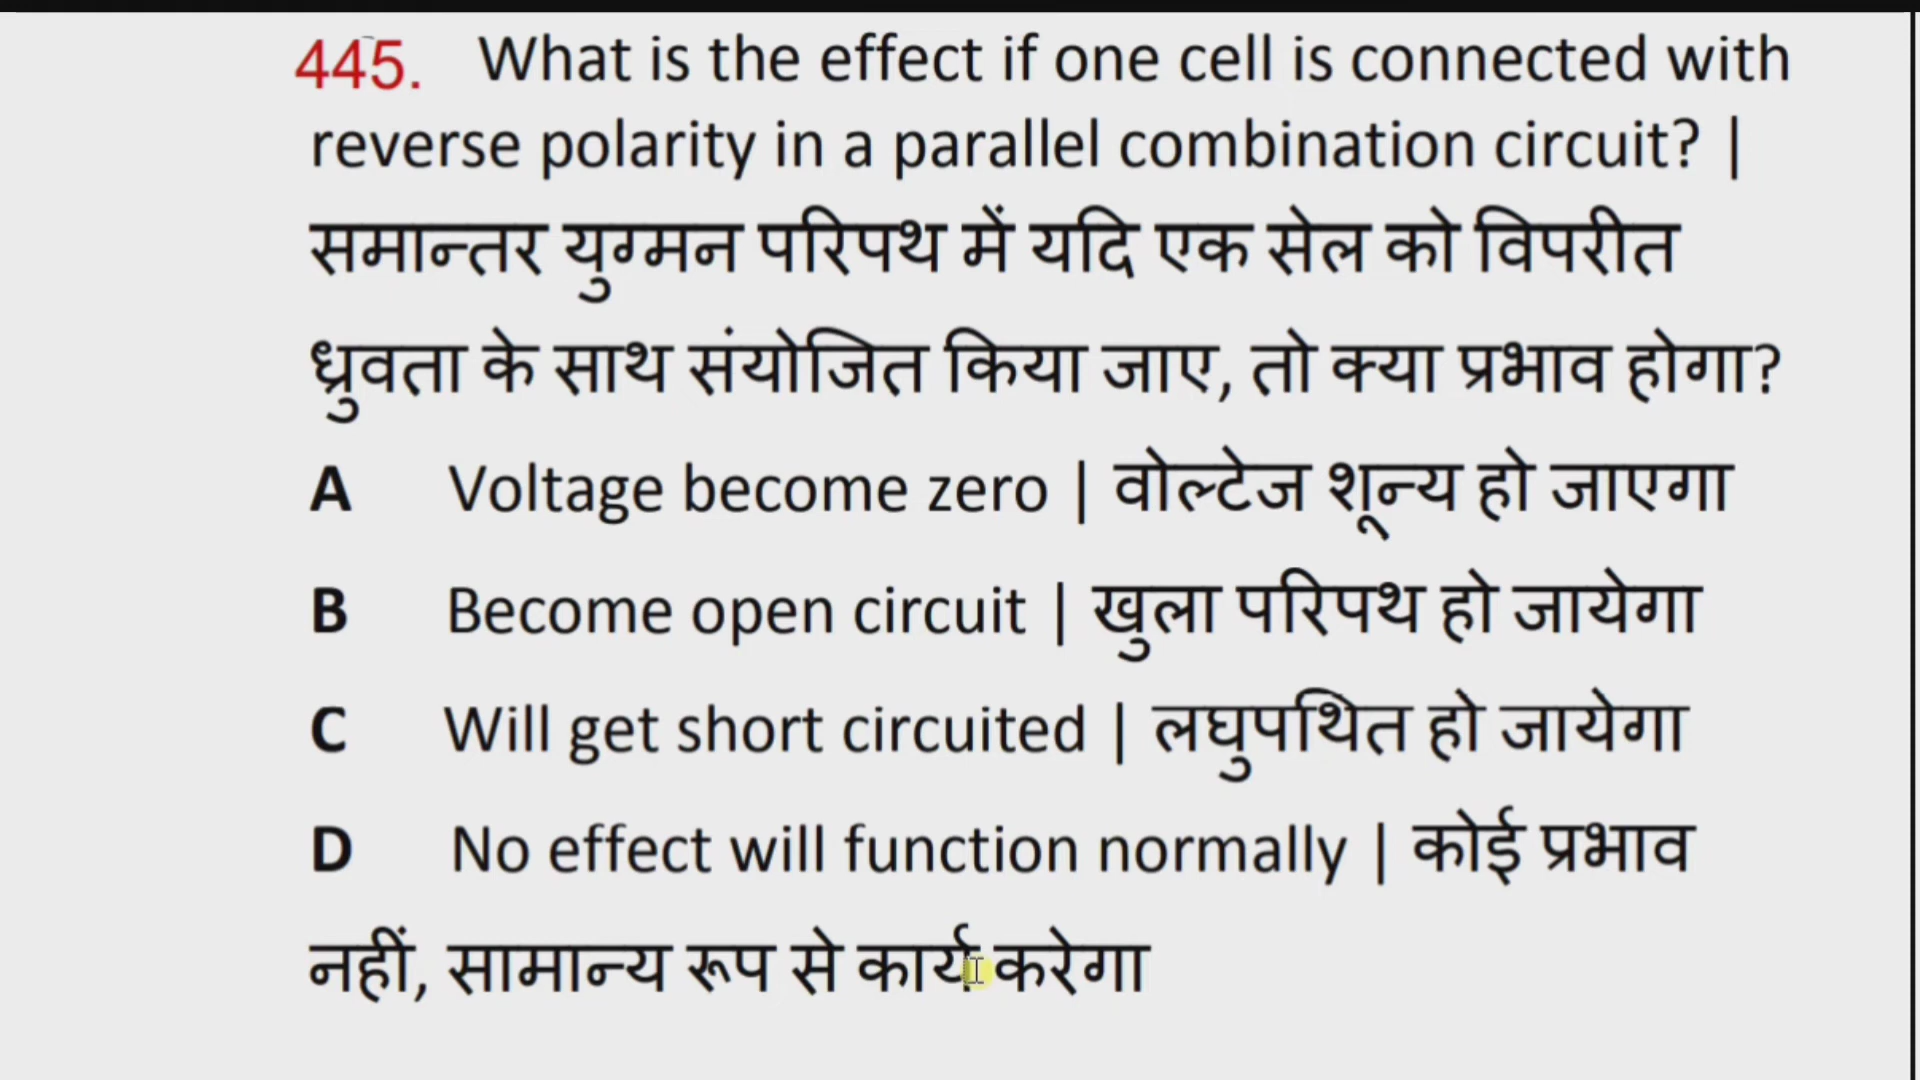 445. What is the effect if one cell is connected with
reverse polarity in a parallel combination circuit? |
समान्तर युग्मन परिपथ में यदि एक सेल को विपरीत
ध्रुवता के साथ संयोजित किया जाए, तो क्या प्रभाव होगा?
A Voltage become zero | वोल्टेज शून्य हो जाएगा
B Become open circuit | खुला परिपथ हो जायेगा
C Will get short circuited | लघुपथित हो जायेगा
D No effect will function normally | कोई प्रभाव
नहीं, सामान्य रूप से कार्य करेगा